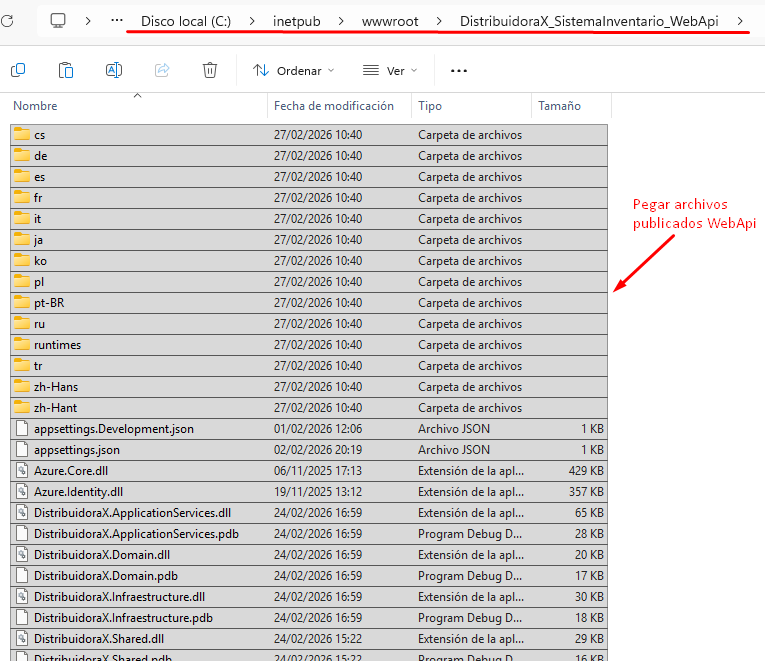 Disco local (C:) > inetpub > wwwroot > DistribuidoraX_SistemaInventario_WebApi >
Ordenar Ver
Nombre Fecha de modificación Tipo Tamaño
cs 27/02/2026 10:40 Carpeta de archivos
de 27/02/2026 10:40 Carpeta de archivos
es 27/02/2026 10:40 Carpeta de archivos
fr 27/02/2026 10:40 Carpeta de archivos
it 27/02/2026 10:40 Carpeta de archivos
ja 27/02/2026 10:40 Carpeta de archivos
ko 27/02/2026 10:40 Carpeta de archivos
pl 27/02/2026 10:40 Carpeta de archivos
pt-BR 27/02/2026 10:40 Carpeta de archivos
ru 27/02/2026 10:40 Carpeta de archivos
runtimes 27/02/2026 10:40 Carpeta de archivos
tr 27/02/2026 10:40 Carpeta de archivos
zh-Hans 27/02/2026 10:40 Carpeta de archivos
zh-Hant 27/02/2026 10:40 Carpeta de archivos
appsettings.Development.json 01/02/2026 12:06 Archivo JSON 1 KB
appsettings.json 02/02/2026 20:19 Archivo JSON 1 KB
Azure.Core.dll 06/11/2025 17:13 Extensión de la apl... 429 KB
Azure.Identity.dll 19/11/2025 13:12 Extensión de la apl... 357 KB
DistribuidoraX.ApplicationServices.dll 24/02/2026 16:59 Extensión de la apl... 65 KB
DistribuidoraX.ApplicationServices.pdb 24/02/2026 16:59 Program Debug D... 28 KB
DistribuidoraX.Domain.dll 24/02/2026 16:59 Extensión de la apl... 20 KB
DistribuidoraX.Domain.pdb 24/02/2026 16:59 Program Debug D... 17 KB
DistribuidoraX.Infraestructure.dll 24/02/2026 16:59 Extensión de la apl... 30 KB
DistribuidoraX.Infraestructure.pdb 24/02/2026 16:59 Program Debug D... 18 KB
DistribuidoraX.Shared.dll 24/02/2026 15:22 Extensión de la apl... 29 KB
DistribuidoraX.Shared.pdb 24/02/2026 15:22 Program Debug D... 16 KB
Pegar archivos
publicados WebApi